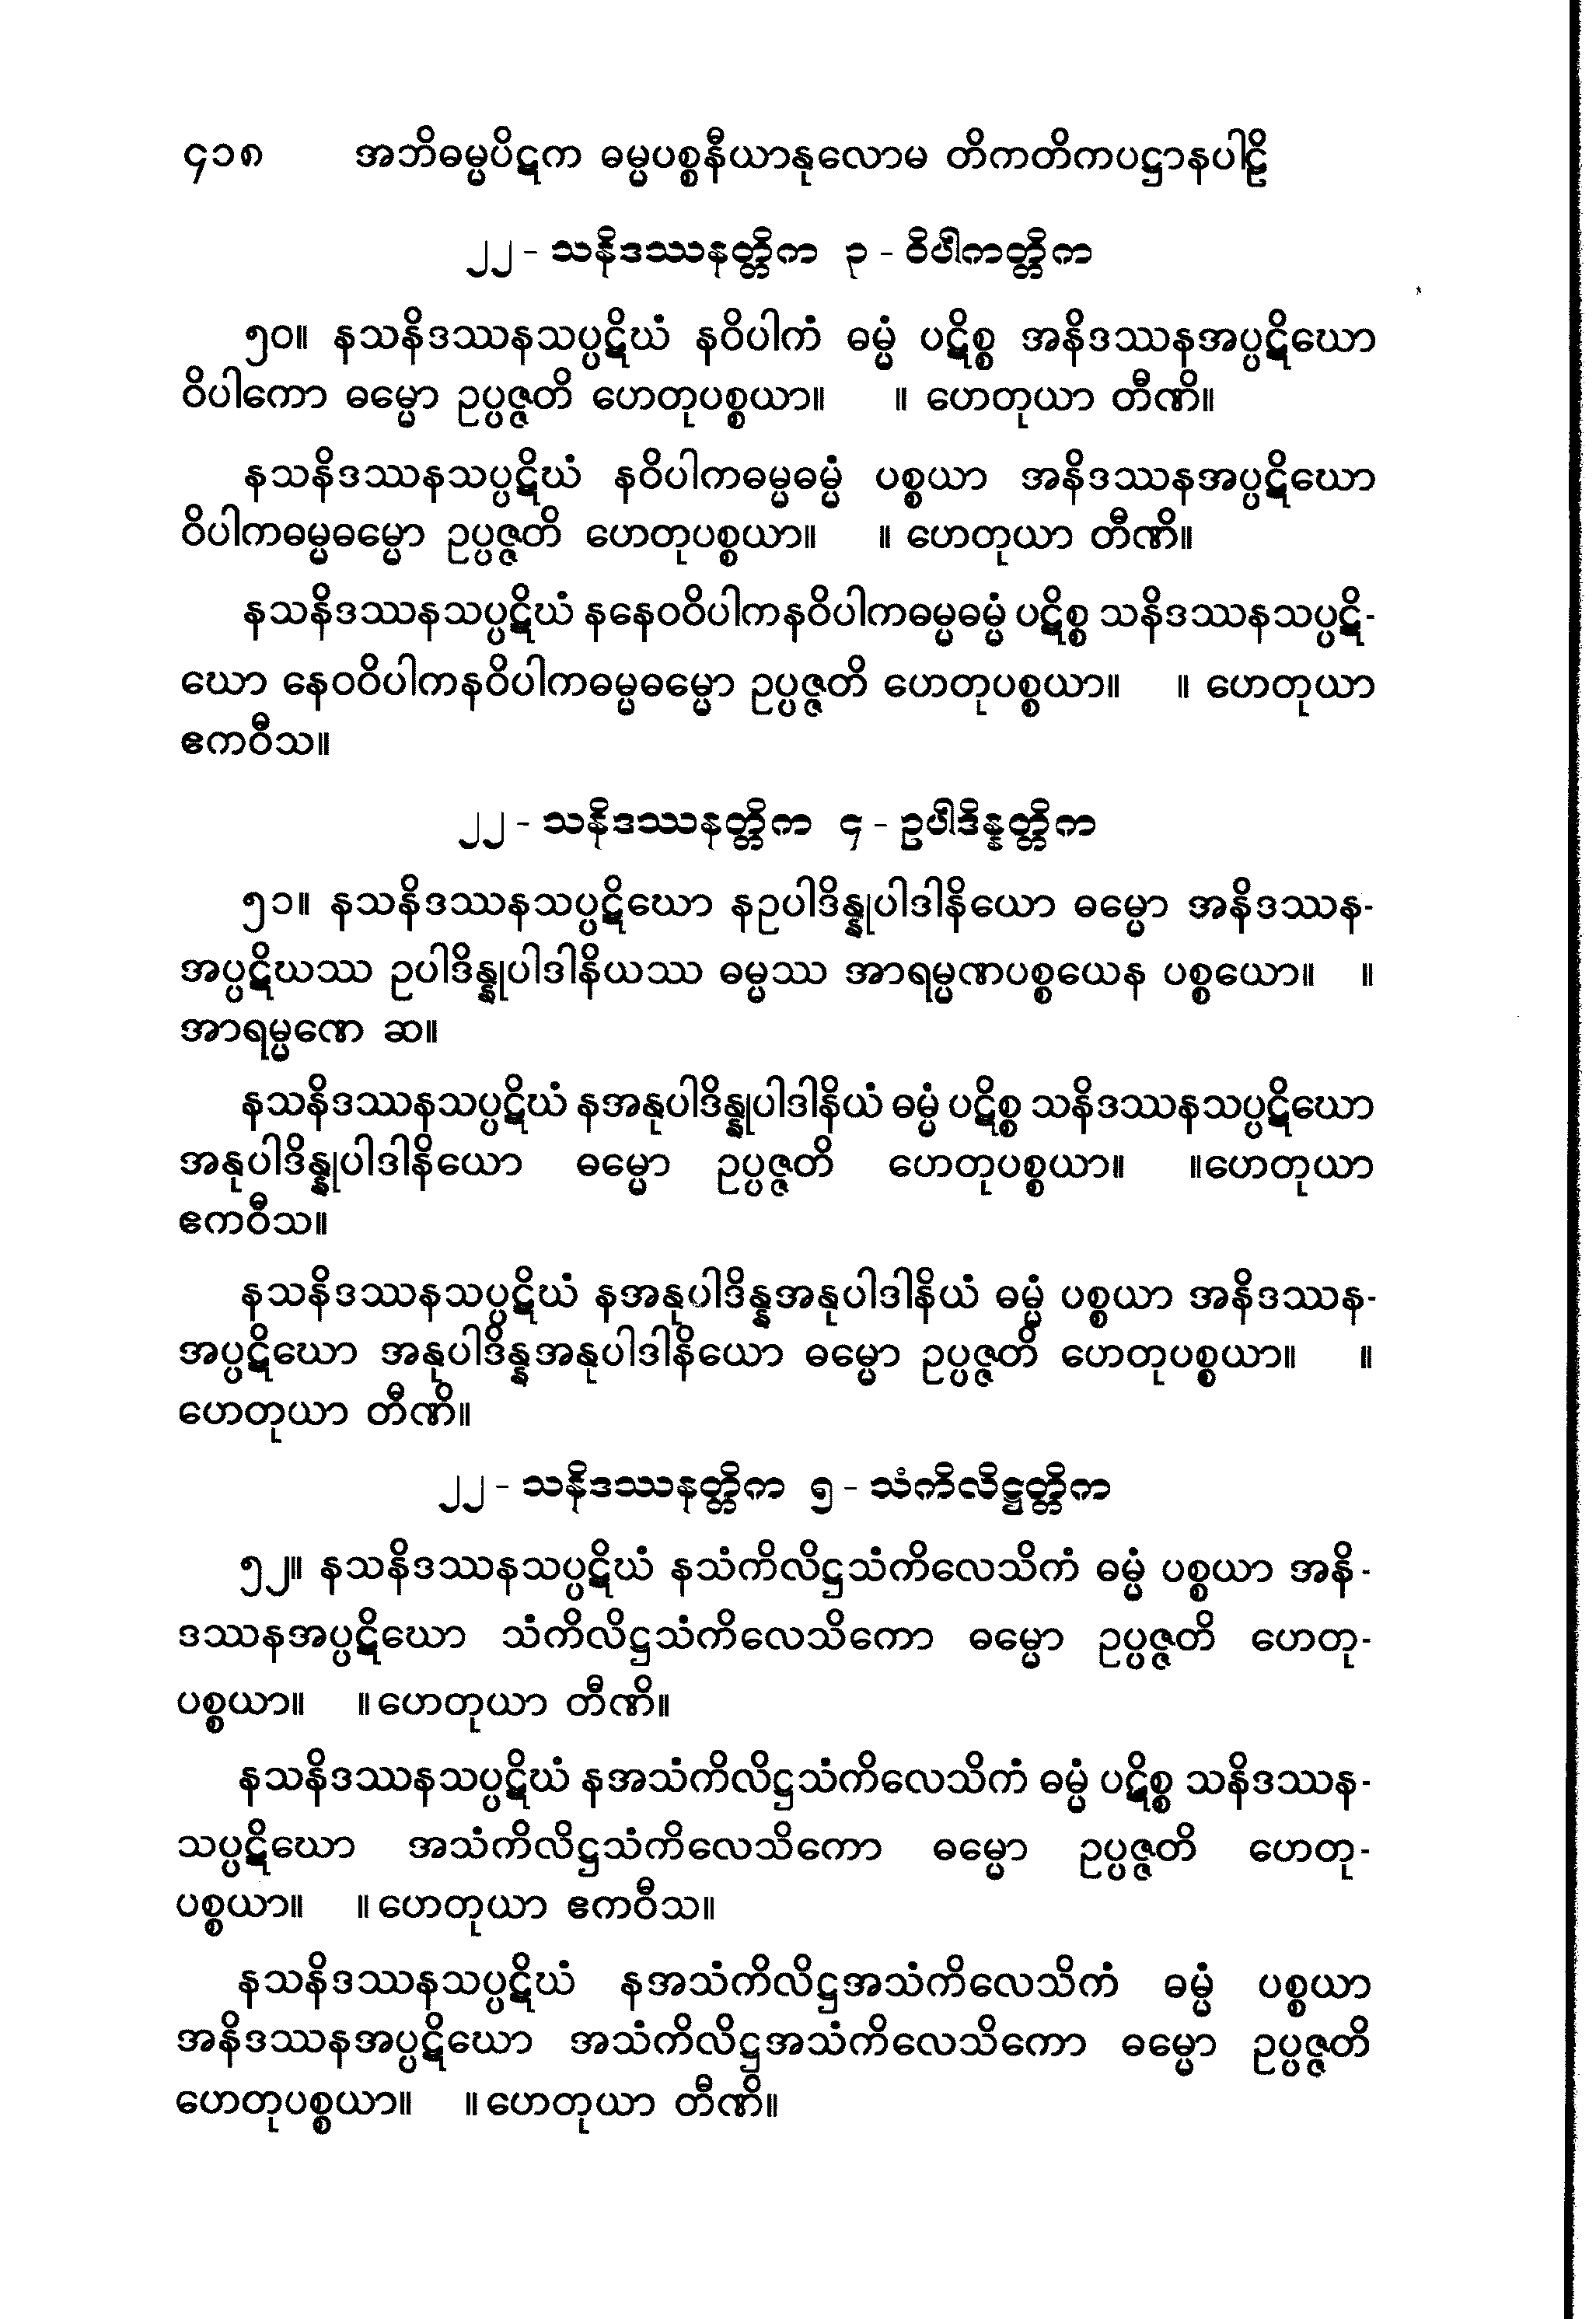 ၄၁၈ အဘိဓမ္မပိဋက ဓမ္မပစ္စနီယာနုလောမ တိကတိကပဋ္ဌာနပါဠိ
၂၂ - သနိဒဿနတ္တိက ၃ - ဝိပါကတ္တိက
၅၀။ နသနိဒဿနသပ္ပဋိဃံ နဝိပါကံ ဓမ္မံ ပဋိစ္စ အနိဒဿနအပ္ပဋိဃော
ဝိပါကော ဓမ္မော ဥပ္ပဇ္ဇတိ ဟေတုပစ္စယာ။ ။ ဟေတုယာ တီဏိ။
နသနိဒဿနသပ္ပဋိဃံ နဝိပါကဓမ္မဓမ္မံ ပစ္စယာ အနိဒဿနအပ္ပဋိဃော
ဝိပါကဓမ္မဓမ္မော ဥပ္ပဇ္ဇတိ ဟေတုပစ္စယာ။ ။ ဟေတုယာ တီဏိ။
နသနိဒဿနသပ္ပဋိဃံ နနေဝဝိပါကနဝိပါကဓမ္မဓမ္မံ ပဋိစ္စ သနိဒဿနသပ္ပဋိ-
ဃော နေဝဝိပါကနဝိပါကဓမ္မဓမ္မော ဥပ္ပဇ္ဇတိ ဟေတုပစ္စယာ။ ။ ဟေတုယာ
ဧကဝီသ။
၂၂ - သနိဒဿနတ္တိက ၄ - ဥပါဒိန္နတ္တိက
၅၁။ နသနိဒဿနသပ္ပဋိဃော နဥပါဒိန္နုပါဒါနိယော ဓမ္မော အနိဒဿန-
အပ္ပဋိဃဿ ဥပါဒိန္နုပါဒါနိယဿ ဓမ္မဿ အာရမ္မဏပစ္စယေန ပစ္စယော။ ။
အာရမ္မဏေ ဆ။
နသနိဒဿနသပ္ပဋိဃံ နအနုပါဒိန္နုပါဒါနိယံ ဓမ္မံ ပဋိစ္စ သနိဒဿနသပ္ပဋိဃော
အနုပါဒိန္နုပါဒါနိယော ဓမ္မော ဥပ္ပဇ္ဇတိ ဟေတုပစ္စယာ။ ။ဟေတုယာ
ဧကဝီသ။
နသနိဒဿနသပ္ပဋိဃံ နအနုပါဒိန္နအနုပါဒါနိယံ ဓမ္မံ ပစ္စယာ အနိဒဿန-
အပ္ပဋိဃော အနုပါဒိန္နအနုပါဒါနိယော ဓမ္မော ဥပ္ပဇ္ဇတိ ဟေတုပစ္စယာ။ ။
ဟေတုယာ တီဏိ။
၂၂ - သနိဒဿနတ္တိက ၅ - သံကိလိဋ္ဌတ္တိက
၅၂။ နသနိဒဿနသပ္ပဋိဃံ နသံကိလိဋ္ဌသံကိလေသိကံ ဓမ္မံ ပစ္စယာ အနိ-
ဒဿနအပ္ပဋိဃော သံကိလိဋ္ဌသံကိလေသိကော ဓမ္မော ဥပ္ပဇ္ဇတိ ဟေတု-
ပစ္စယာ။ ။ဟေတုယာ တီဏိ။
နသနိဒဿနသပ္ပဋိဃံ နအသံကိလိဋ္ဌသံကိလေသိကံ ဓမ္မံ ပဋိစ္စ သနိဒဿန-
သပ္ပဋိဃော အသံကိလိဋ္ဌသံကိလေသိကော ဓမ္မော ဥပ္ပဇ္ဇတိ ဟေတု-
ပစ္စယာ။ ။ဟေတုယာ ဧကဝီသ။
နသနိဒဿနသပ္ပဋိဃံ နအသံကိလိဋ္ဌအသံကိလေသိကံ ဓမ္မံ ပစ္စယာ
အနိဒဿနအပ္ပဋိဃော အသံကိလိဋ္ဌအသံကိလေသိကော ဓမ္မော ဥပ္ပဇ္ဇတိ
ဟေတုပစ္စယာ။ ။ဟေတုယာ တီဏိ။